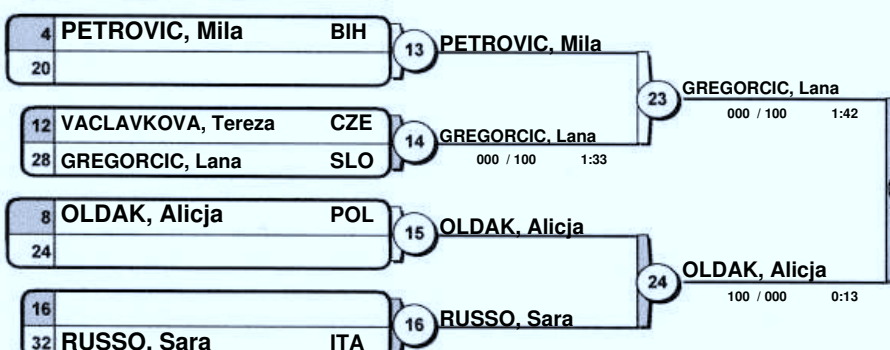 4 PETROVIC, Mila BIH
20
13 PETROVIC, Mila
12 VACLAVKOVA, Tereza CZE
28 GREGORCIC, Lana SLO
14 GREGORCIC, Lana
000 / 100 1:33
23 GREGORCIC, Lana
000 / 100 1:42
8 OLDAK, Alicja POL
24
15 OLDAK, Alicja
16
32 RUSSO, Sara ITA
16 RUSSO, Sara
24 OLDAK, Alicja
100 / 000 0:13